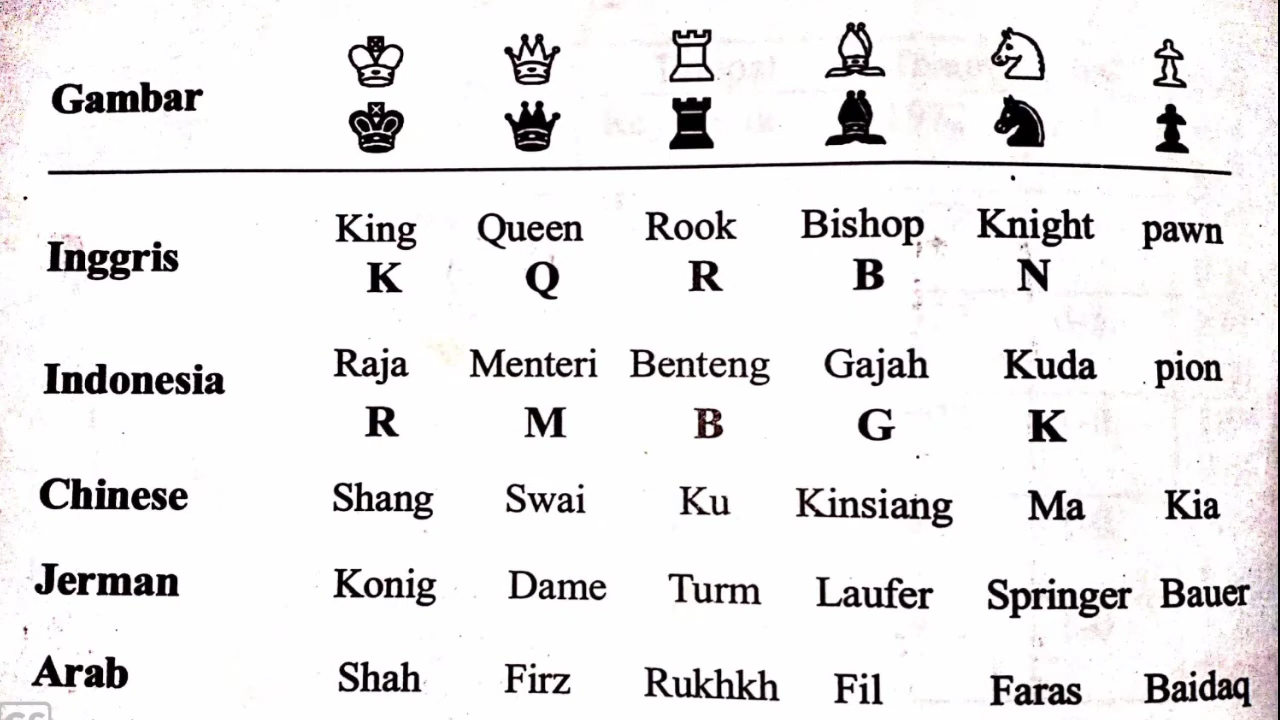 Gambar
Inggris King Queen Rook Bishop Knight pawn
K Q R B N
Indonesia Raja Menteri Benteng Gajah Kuda pion
R M B G K
Chinese Shang Swai Ku Kinsiang Ma Kia
Jerman Konig Dame Turm Laufer Springer Bauer
Arab Shah Firz Rukhkh Fil Faras Baidaq